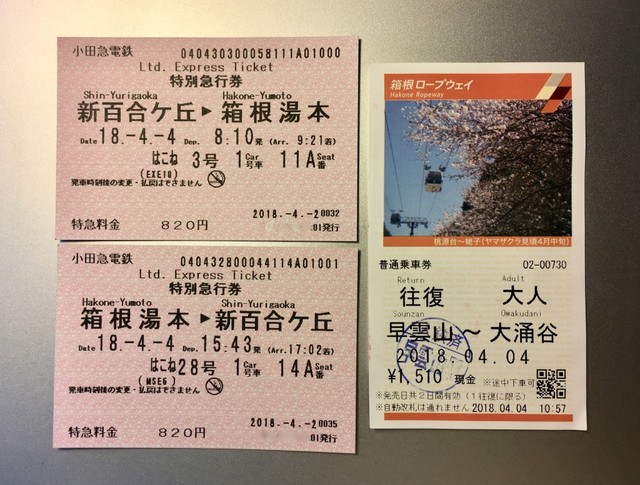 小田急電鉄 040430300058111A01000
Ltd. Express Ticket
特別急行券
Shin-Yurigaoka Hakone-Yumoto
新百合ケ丘▶箱根湯本
Date 18.-4.-4 Dep. 8:10発 (Arr. 9:21着)
はこね 3号 1 Car 号車 11A Seat 番
(EXE10)
発車時刻後の変更・払戻はできません
2018.-4.-2 0032
特急料金 820円 01発行
小田急電鉄 040432800044114A01001
Ltd. Express Ticket
特別急行券
Hakone-Yumoto Shin-Yurigaoka
箱根湯本▶新百合ケ丘
Date 18.-4.-4 Dep. 15:43発 (Arr. 17:02着)
はこね28号 1 Car 号車 14A Seat 番
(MSE6)
発車時刻後の変更・払戻はできません
2018.-4.-2 0035
特急料金 820円 01発行
箱根ロープウェイ
Hakone Ropeway
桃源台〜姥子(ヤマザクラ見頃4月中旬)
普通乗車券 02-00730
Return Adult
往復 大人
Sounzan Owakudani
早雲山〜大涌谷
2018.04.04
¥1,510 現金 ※途中下車可
※発売日共2日間有効(1往復に限る)
※自動改札は通れません 2018.04.04 10:57